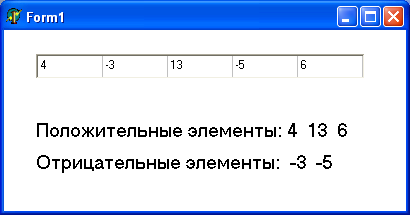 Form1
4 -3 13 -5 6
Положительные элементы: 4 13 6
Отрицательные элементы: -3 -5